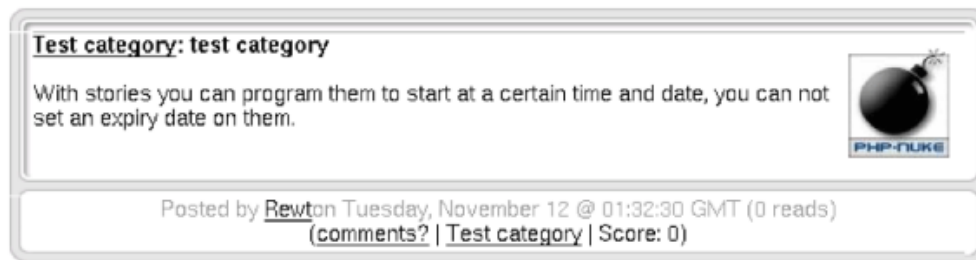 Test category: test category
With stories you can program them to start at a certain time and date, you can not
set an expiry date on them.
PHP-NUKE
Posted by Rewton Tuesday, November 12 @ 01:32:30 GMT (0 reads)
(comments? | Test category | Score: 0)